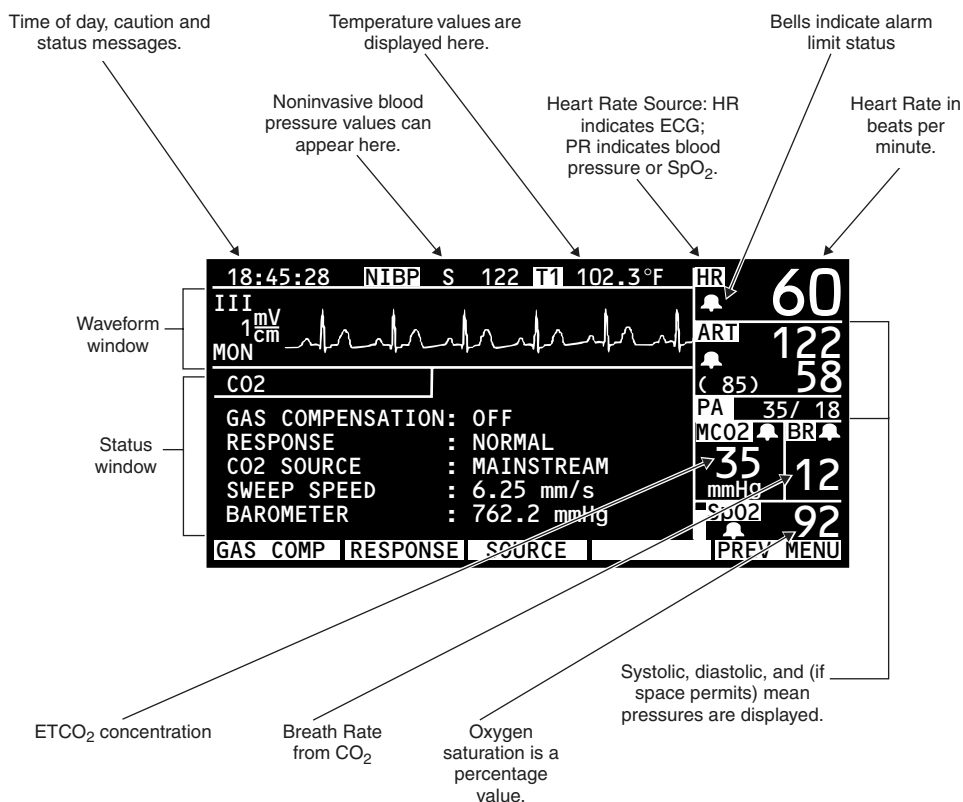 Time of day, caution and
status messages.
Temperature values are
displayed here.
Bells indicate alarm
limit status
Noninvasive blood
pressure values can
appear here.
Heart Rate Source: HR
indicates ECG;
PR indicates blood
pressure or SpO2.
Heart Rate in
beats per
minute.
18:45:28 NIBP S 122 T1 102.3°F HR 60
Waveform
window
III
1 mV
cm
MON
ART 122
( 85) 58
PA 35/ 18
Status
window
CO2
GAS COMPENSATION: OFF
RESPONSE : NORMAL
CO2 SOURCE : MAINSTREAM
SWEEP SPEED : 6.25 mm/s
BAROMETER : 762.2 mmHg
MCO2 BR
35 12
mmHg
SpO2 92
GAS COMP RESPONSE SOURCE PREV MENU
Systolic, diastolic, and (if
space permits) mean
pressures are displayed.
ETCO2 concentration
Breath Rate
from CO2
Oxygen
saturation is a
percentage
value.